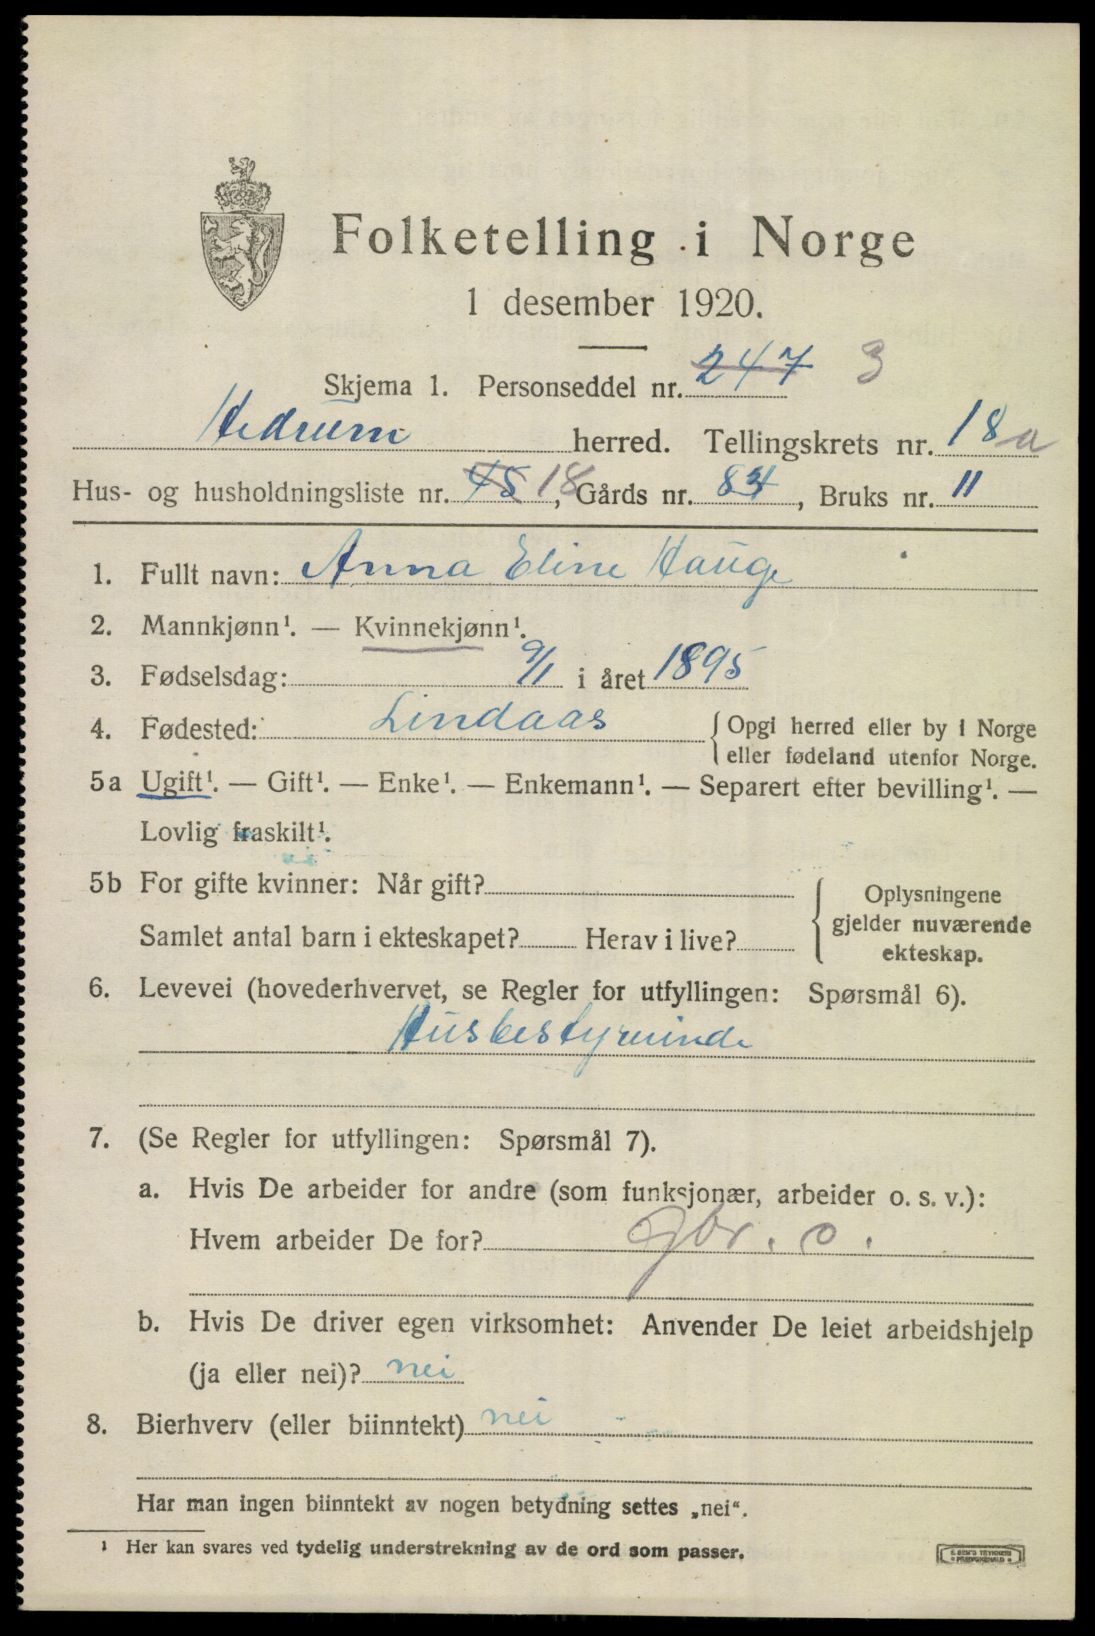 Folketelling i Norge
1 desember 1920.
Skjema 1. Personseddel nr. 247 3
Hedrum herred. Tellingskrets nr. 18a
Hus- og husholdningsliste nr. 45 18, Gårds nr. 84, Bruks nr. 11
1. Fullt navn: Anna Eline Hauge
2. Mannkjønn¹. — Kvinnekjønn¹.
3. Fødselsdag: 9/1 i året 1895
4. Fødested: Lindaas { Opgi herred eller by i Norge
eller fødeland utenfor Norge.
5a Ugift¹. — Gift¹. — Enke¹. — Enkemann¹. — Separert efter bevilling¹. —
Lovlig fraskilt¹.
5b For gifte kvinner: Når gift? { Oplysningene
gjelder nuværende
Samlet antal barn i ekteskapet? Herav i live?
ekteskap.
6. Levevei (hovederhvervet, se Regler for utfyllingen: Spørsmål 6).
Husbestyrerinde
7. (Se Regler for utfyllingen: Spørsmål 7).
a. Hvis De arbeider for andre (som funksjonær, arbeider o. s. v.):
Hvem arbeider De for? Gbr. o.
b. Hvis De driver egen virksomhet: Anvender De leiet arbeidshjelp
(ja eller nei)? nei
8. Bierhverv (eller biinntekt) nei
Har man ingen biinntekt av nogen betydning settes „nei“.
¹ Her kan svares ved tydelig understrekning av de ord som passer.